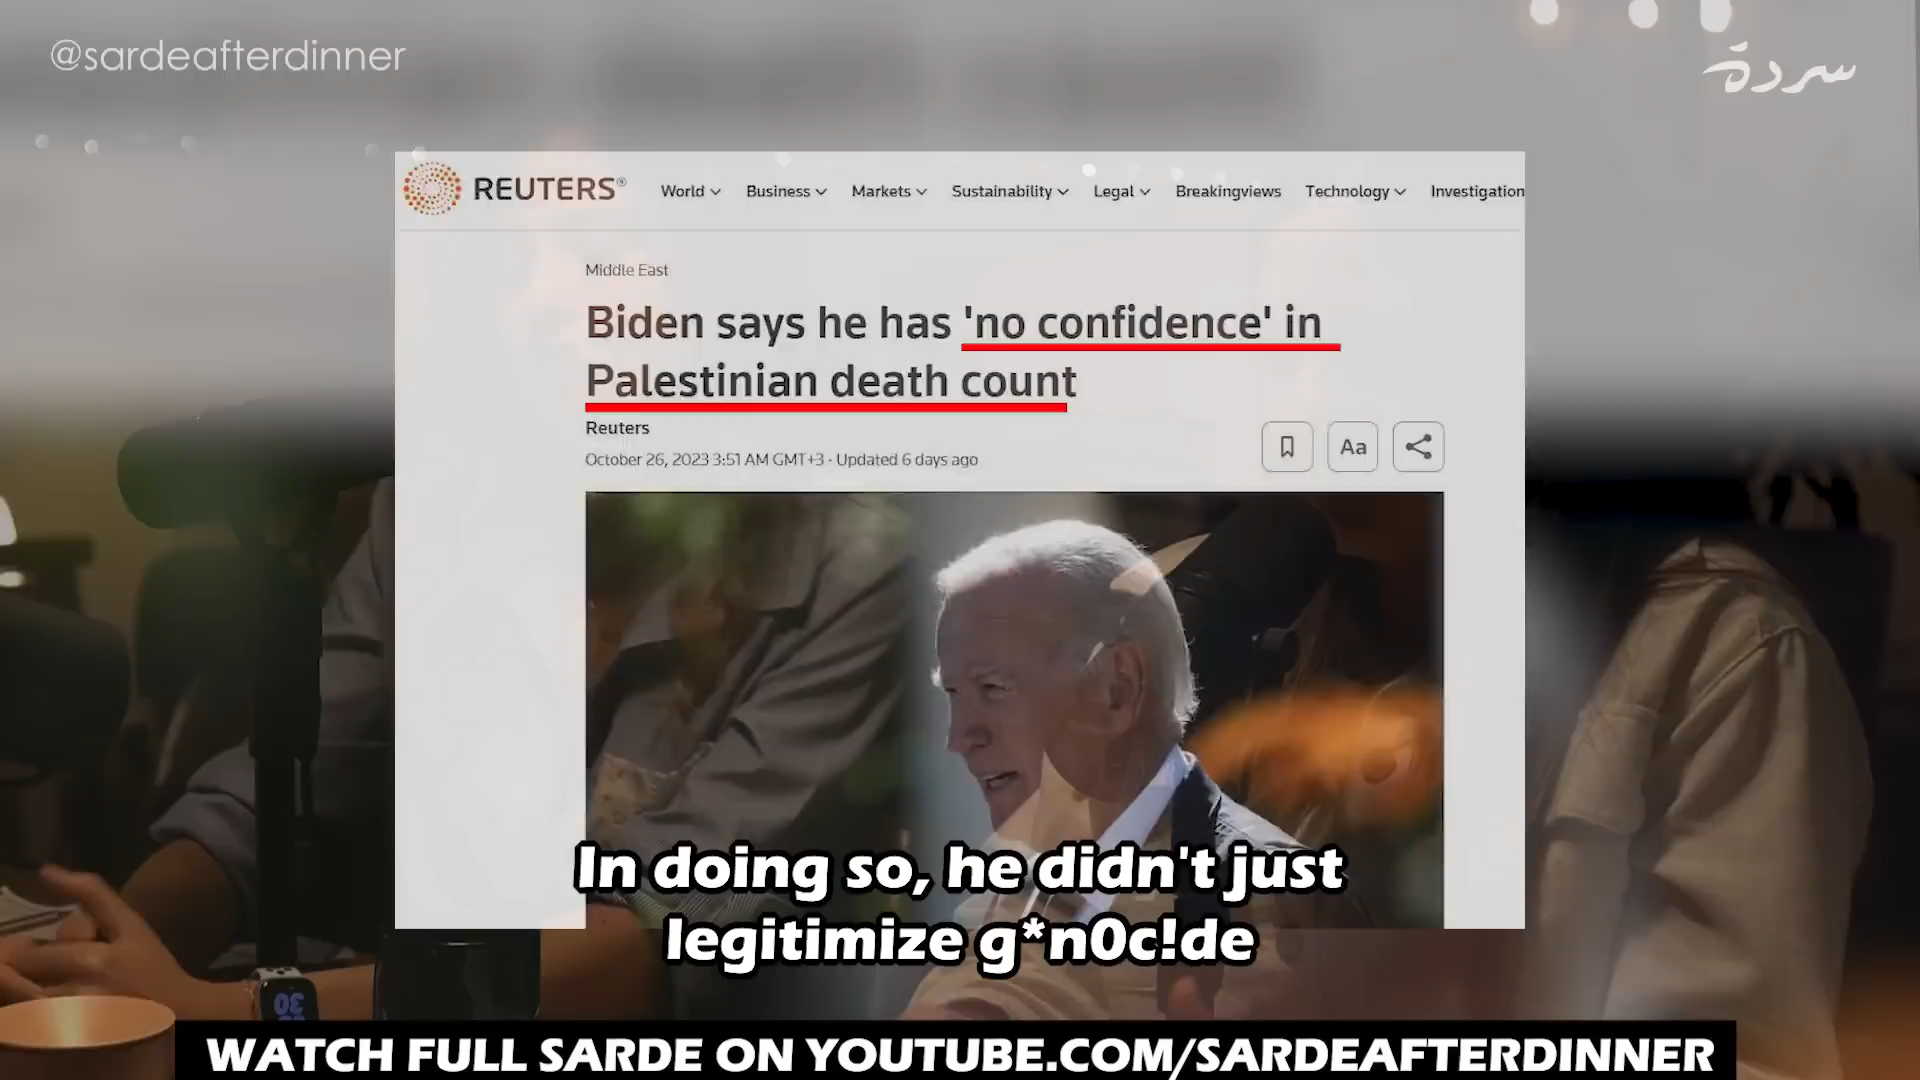 @sardeafterdinner
سردة
REUTERS®
World Business Markets Sustainability Legal Breakingviews Technology Investigation
Middle East
Biden says he has 'no confidence' in
Palestinian death count
Reuters
October 26, 2023 3:51 AM GMT+3 · Updated 6 days ago
Aa
30
In doing so, he didn't just
legitimize g*n0c!de
WATCH FULL SARDE ON YOUTUBE.COM/SARDEAFTERDINNER